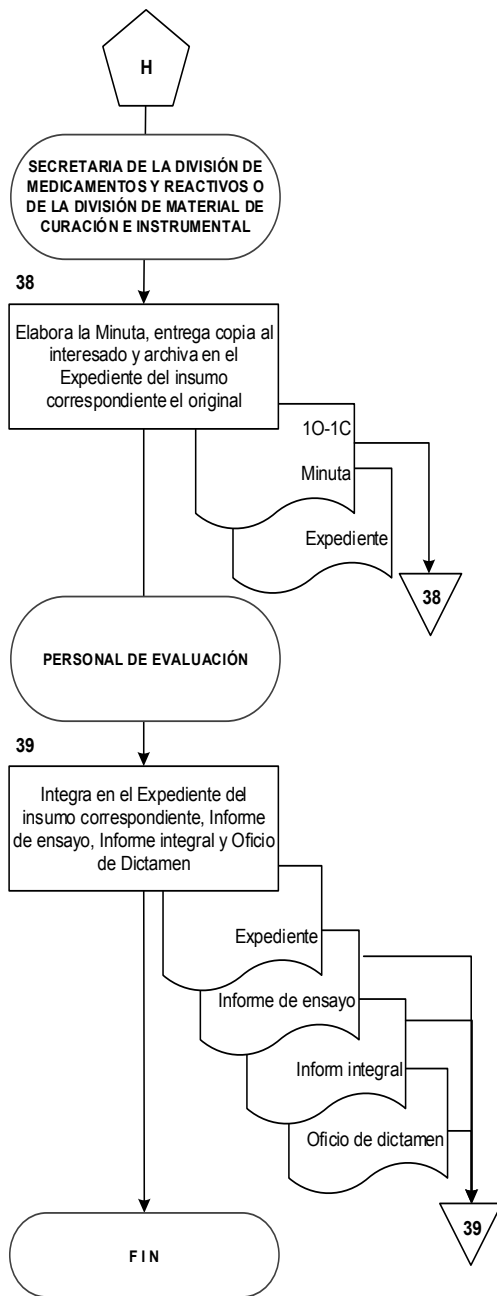 H
SECRETARIA DE LA DIVISIÓN DE
MEDICAMENTOS Y REACTIVOS O
DE LA DIVISIÓN DE MATERIAL DE
CURACIÓN E INSTRUMENTAL
38
Elabora la Minuta, entrega copia al
interesado y archiva en el
Expediente del insumo
correspondiente el original
1O-1C
Minuta
Expediente
38
PERSONAL DE EVALUACIÓN
39
Integra en el Expediente del
insumo correspondiente, Informe
de ensayo, Informe integral y Oficio
de Dictamen
Expediente
Informe de ensayo
Inform integral
Oficio de dictamen
39
F I N